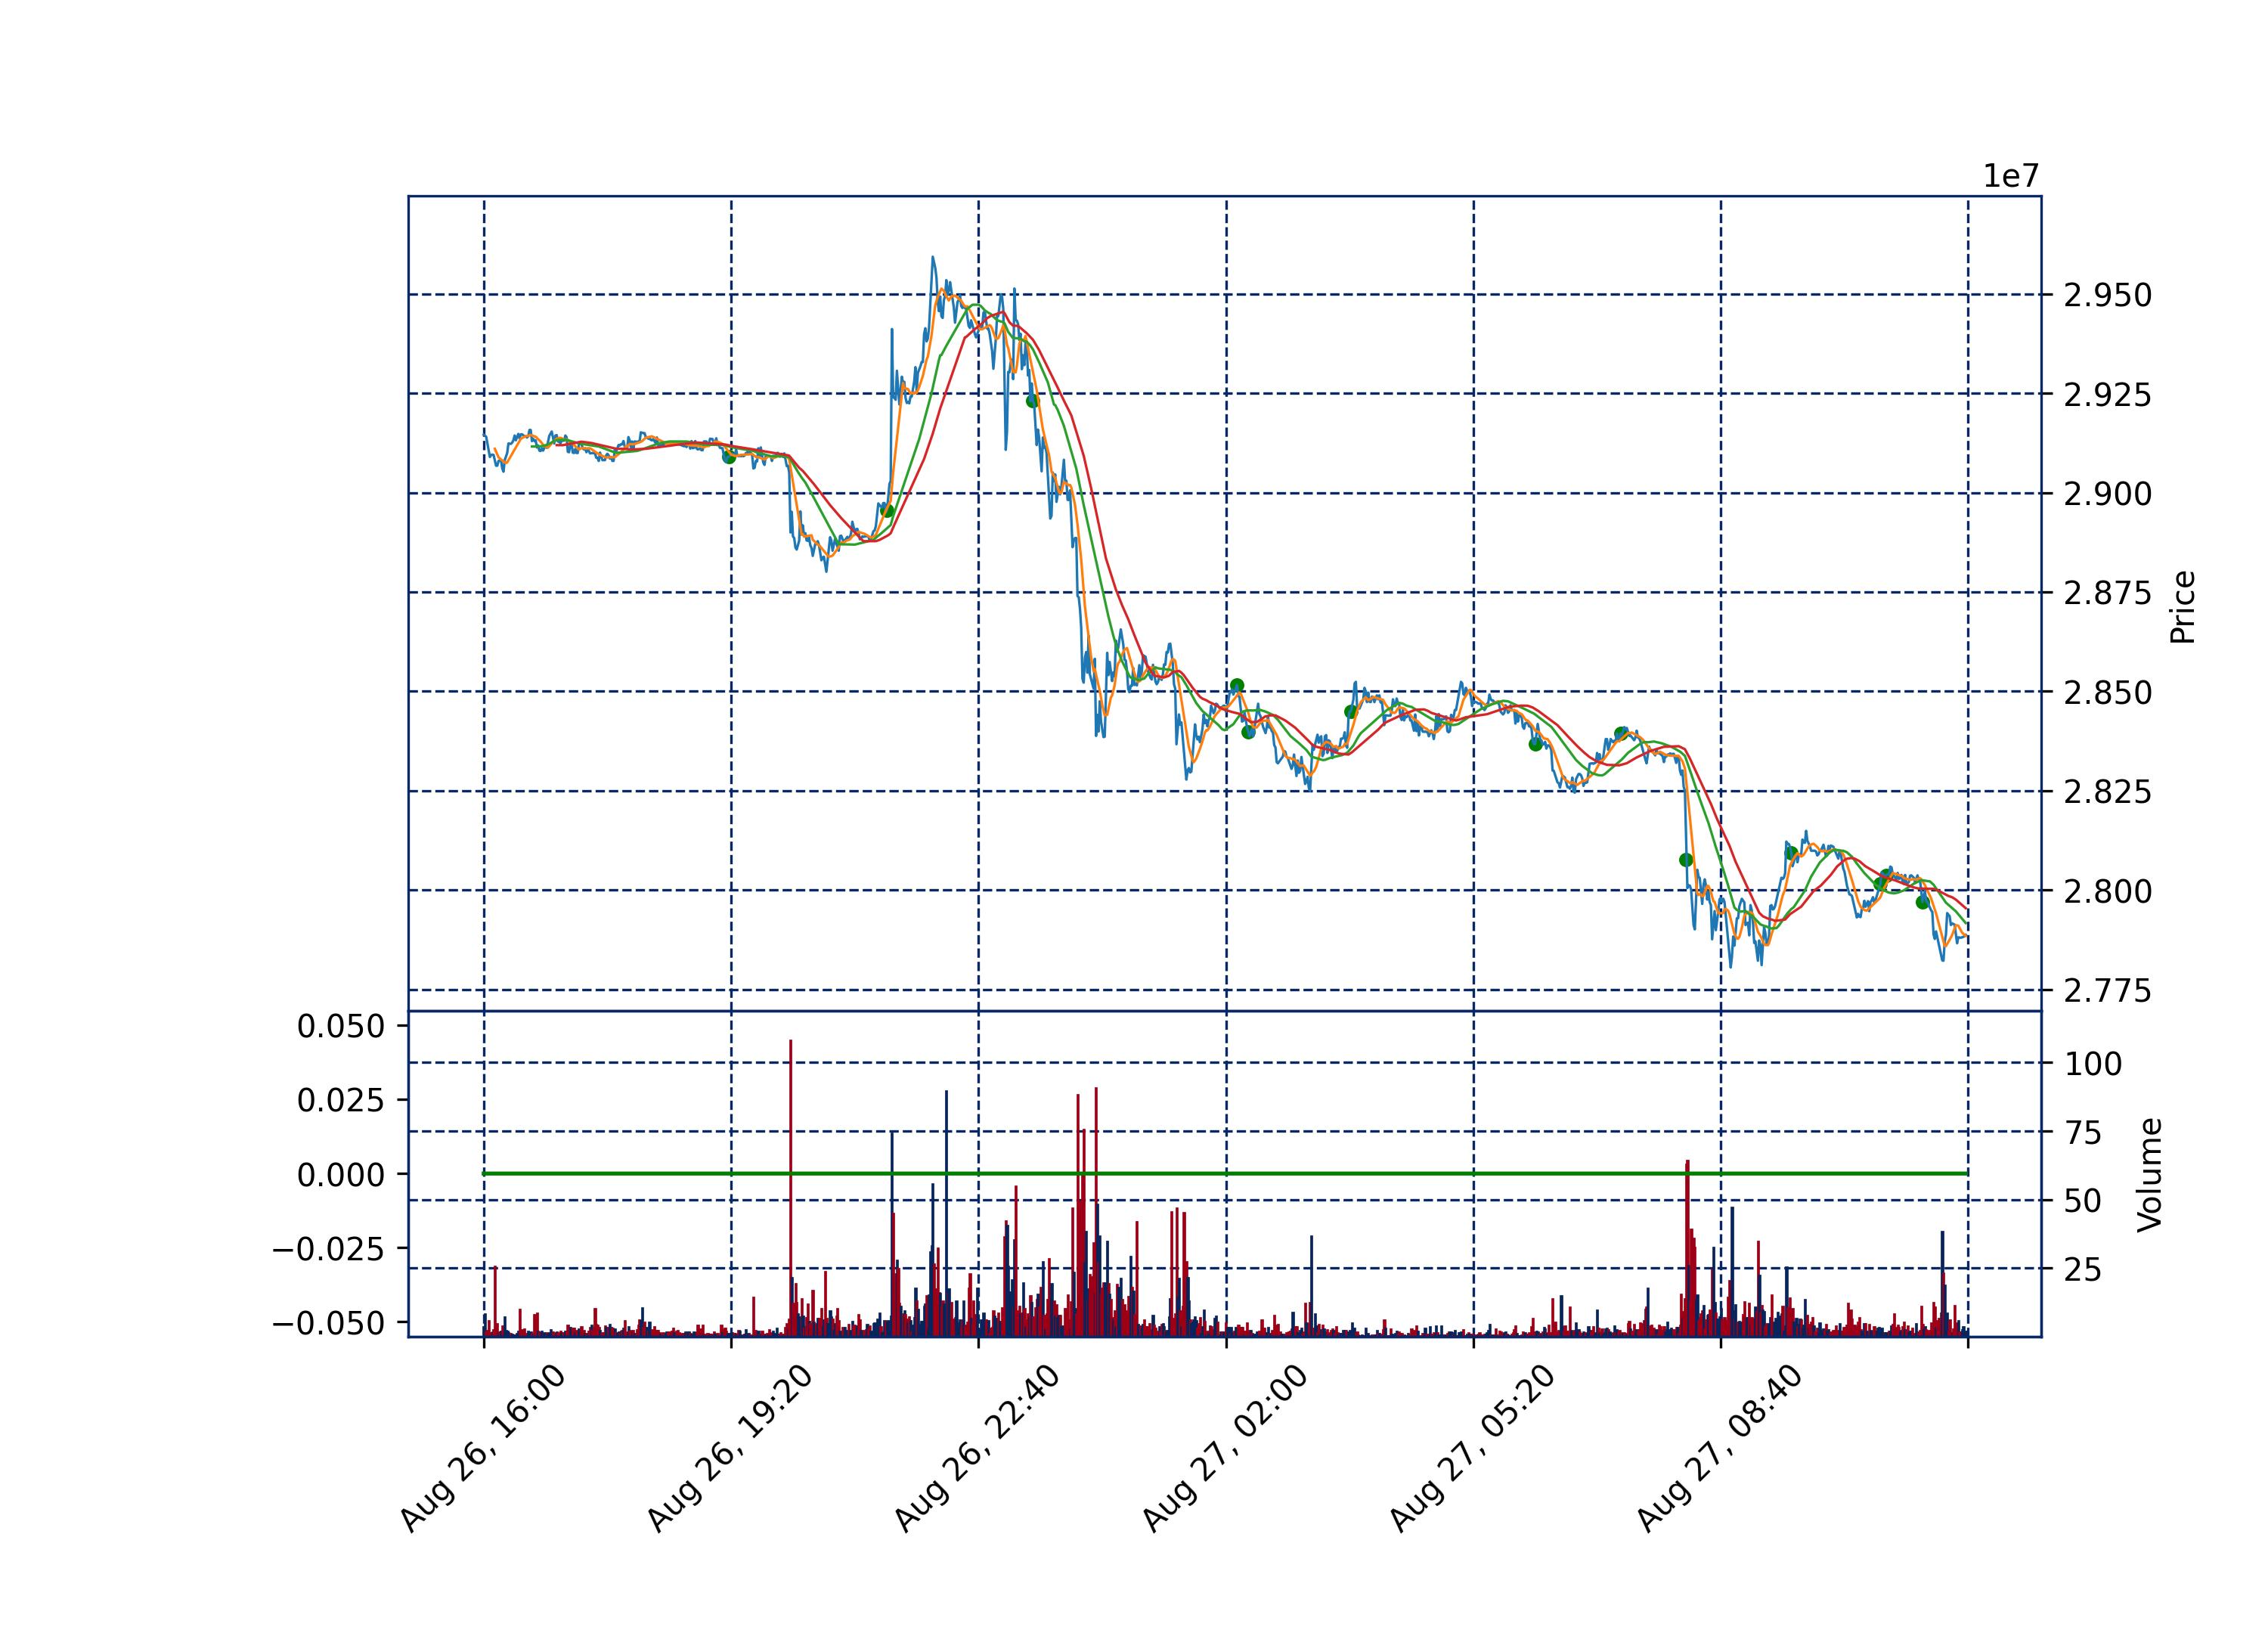 1e7
2.950
2.925
2.900
2.875
2.850
2.825
2.800
2.775
Price
0.050
0.025
0.000
−0.025
−0.050
100
75
50
25
Volume
Aug 26, 16:00
Aug 26, 19:20
Aug 26, 22:40
Aug 27, 02:00
Aug 27, 05:20
Aug 27, 08:40